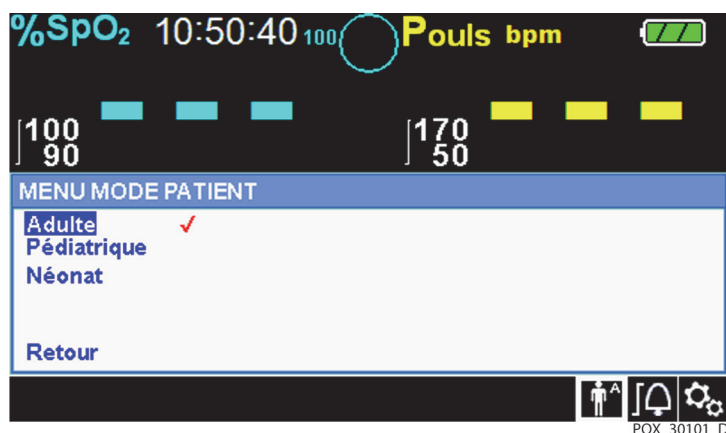 %SpO₂ 10:50:40 100 Pouls bpm
--- ---
100 170
90 50
MENU MODE PATIENT
Adulte ✓
Pédiatrique
Néonat
Retour
A
POX_30101_D